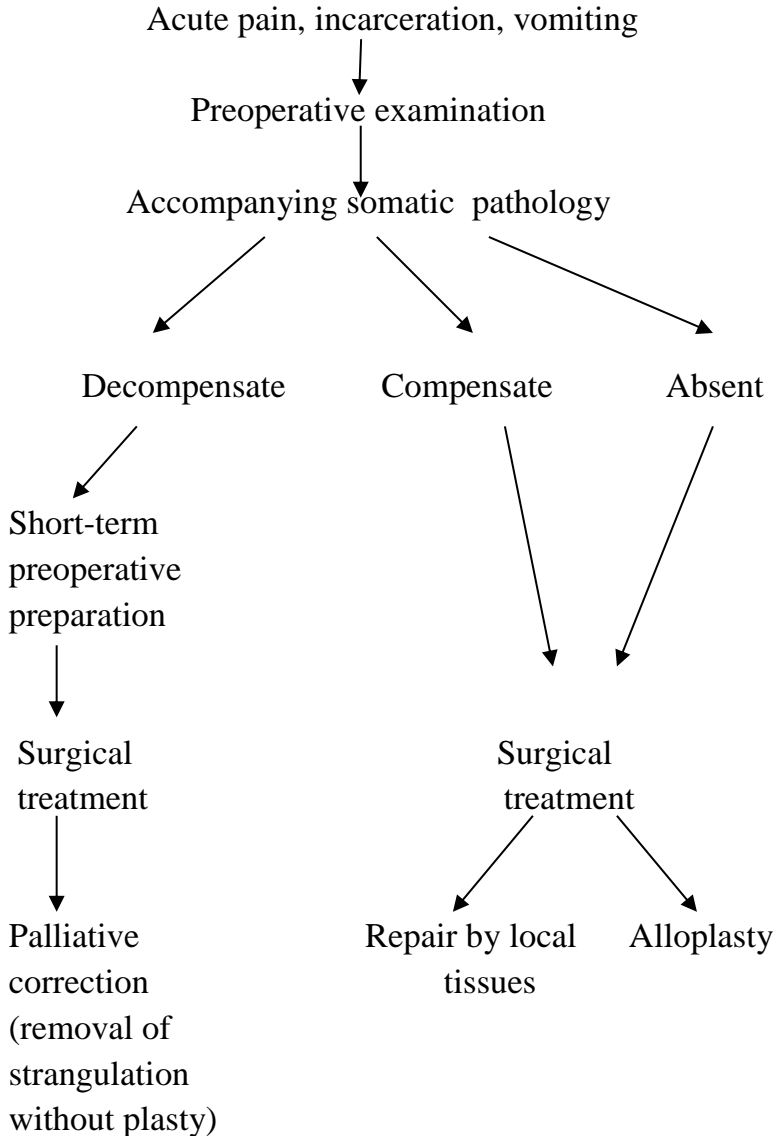 Acute pain, incarceration, vomiting
Preoperative examination
Accompanying somatic pathology
Decompensate Compensate Absent
Short-term
preoperative
preparation
Surgical
treatment
Surgical
treatment
Palliative
correction
(removal of
strangulation
without plasty)
Repair by local
tissues
Alloplasty